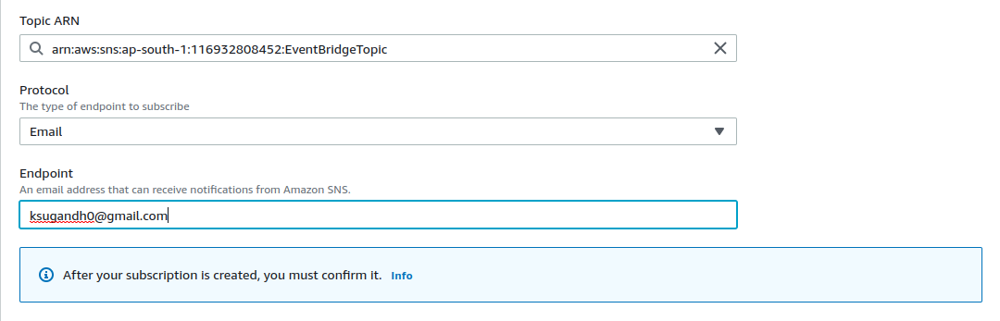 Topic ARN
arn:aws:sns:ap-south-1:116932808452:EventBridgeTopic
Protocol
The type of endpoint to subscribe
Email
Endpoint
An email address that can receive notifications from Amazon SNS.
ksugandh0@gmail.com
After your subscription is created, you must confirm it. Info